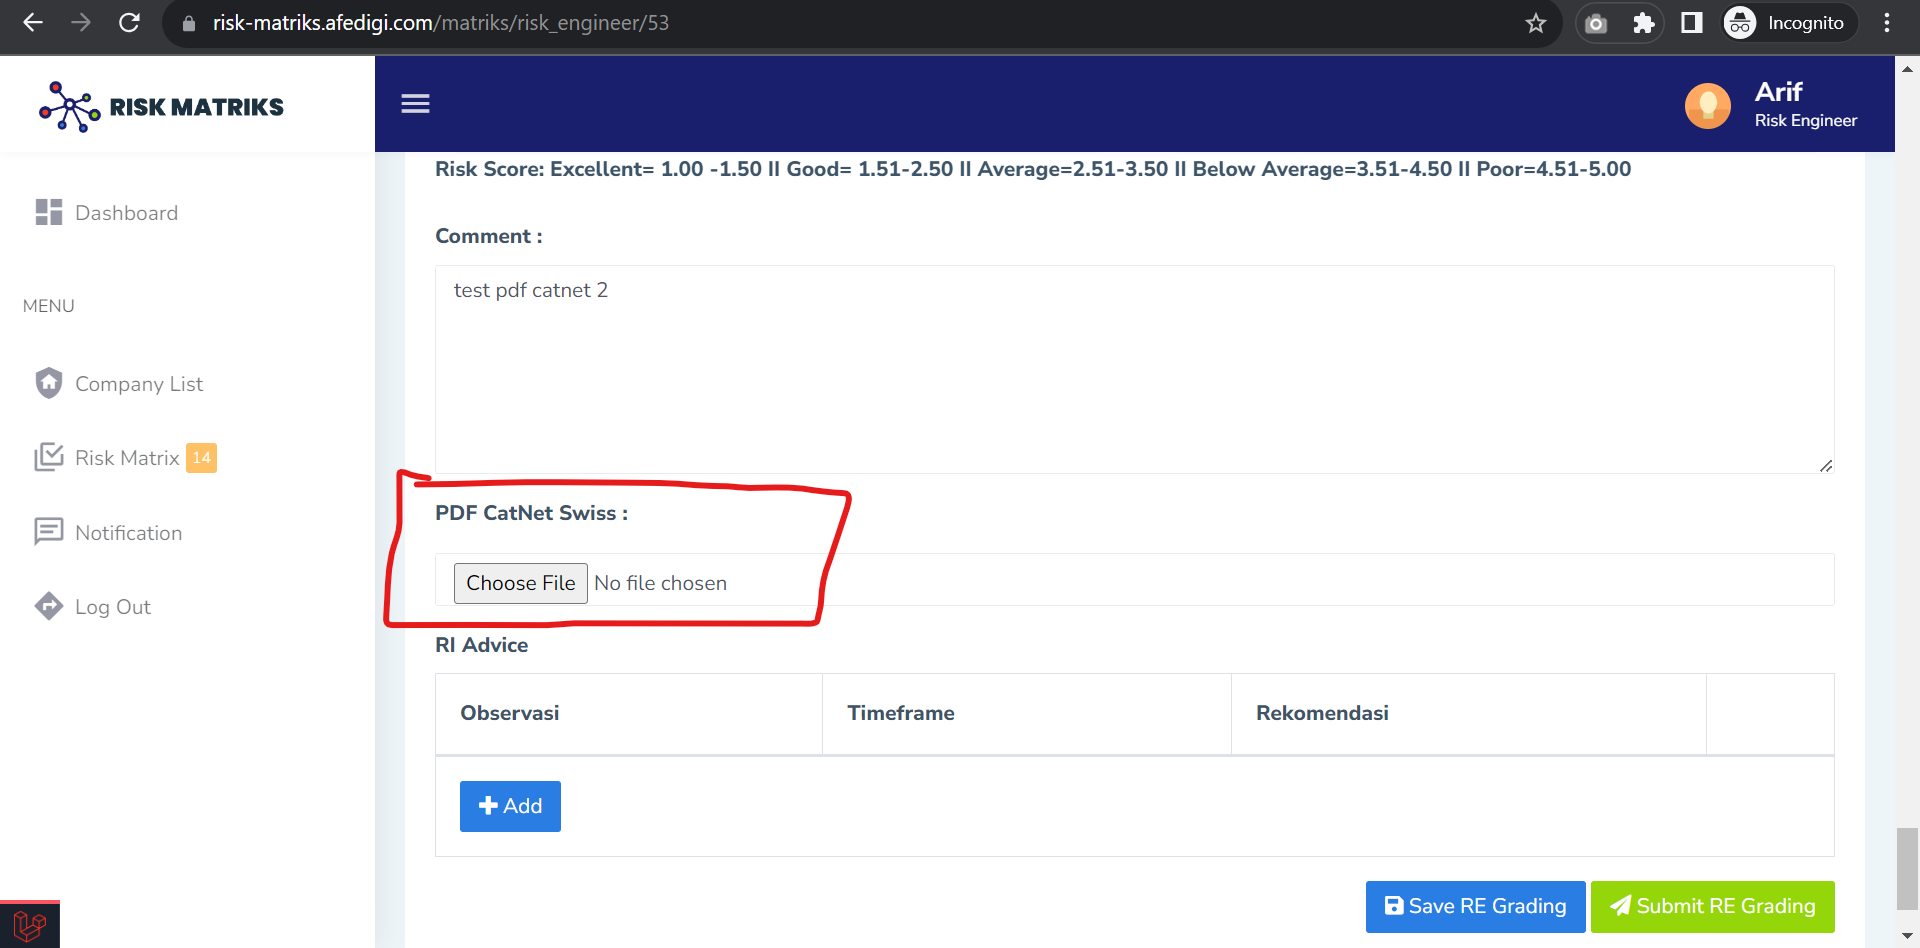 risk-matriks.afedigi.com/matriks/risk_engineer/53
Incognito
RISK MATRIKS
Arif
Risk Engineer
Dashboard
MENU
Company List
Risk Matrix 14
Notification
Log Out
Risk Score: Excellent= 1.00 -1.50 II Good= 1.51-2.50 II Average=2.51-3.50 II Below Average=3.51-4.50 II Poor=4.51-5.00
Comment :
test pdf catnet 2
PDF CatNet Swiss :
Choose File No file chosen
RI Advice
Observasi Timeframe Rekomendasi
Add
Save RE Grading Submit RE Grading